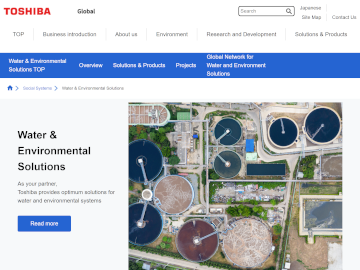 TOSHIBA
Global
Search
Japanese
Site Map
Contact Us
TOP
Business introduction
About us
Environment
Research and Development
Solutions & Products
Water & Environmental
Solutions TOP
Overview
Solutions & Products
Projects
Global Network for
Water and Environment
Solutions
Social Systems
Water & Environmental Solutions
Water &
Environmental
Solutions
As your partner,
Toshiba provides optimum solutions for
water and environmental systems
Read more